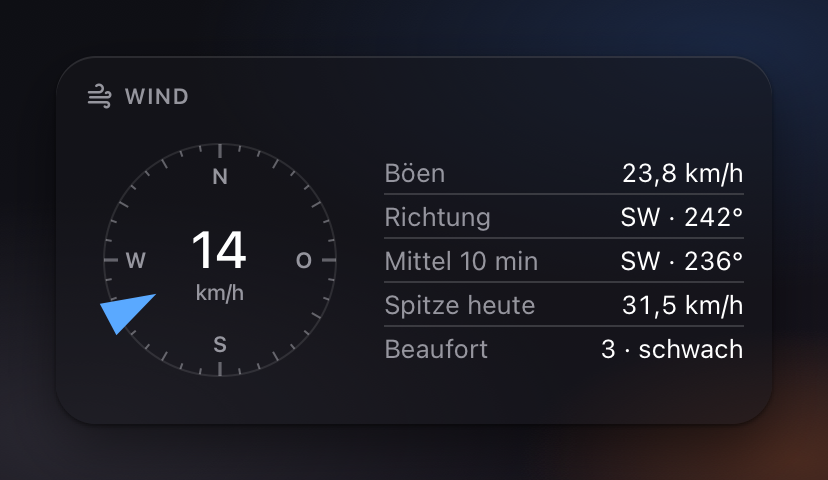 WIND
N
W
14
O
km/h
S
Böen 23,8 km/h
Richtung SW · 242°
Mittel 10 min SW · 236°
Spitze heute 31,5 km/h
Beaufort 3 · schwach